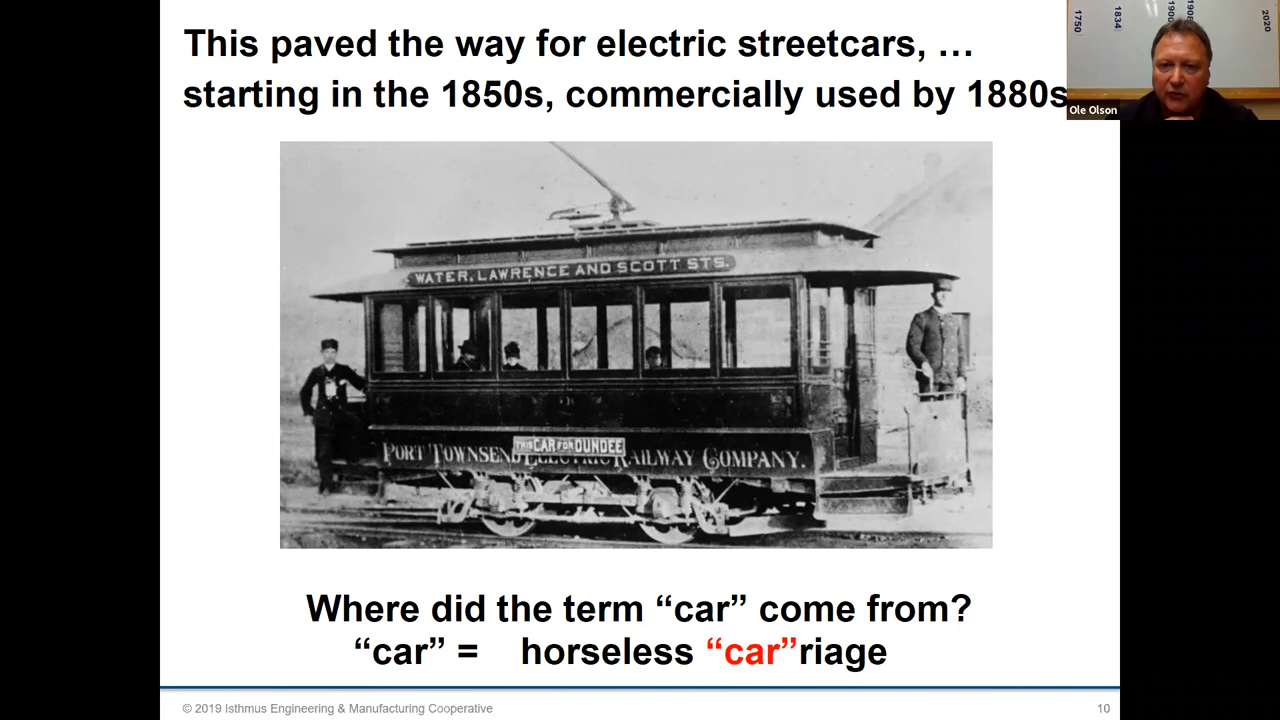 This paved the way for electric streetcars, …
starting in the 1850s, commercially used by 1880s
1750
1834
1900
1908
2020
Ole Olson
WATER, LAWRENCE AND SCOTT STS.
THIS CAR FOR DUNDEE
PORT TOWNSEND ELECTRIC RAILWAY COMPANY.
Where did the term “car” come from?
“car” = horseless “car”riage
© 2019 Isthmus Engineering & Manufacturing Cooperative
10